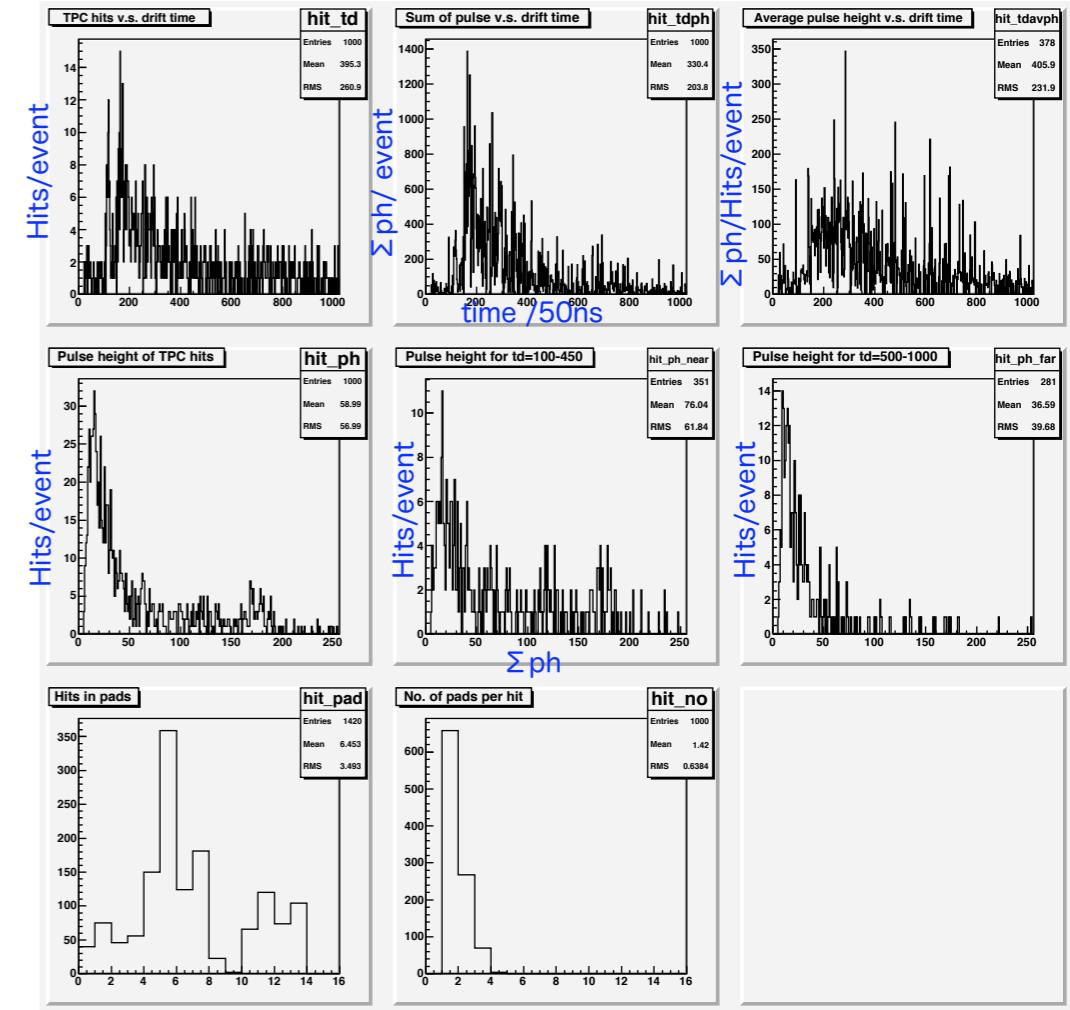 TPC hits v.s. drift time
hit_td
Entries 1000
Mean 395.3
RMS 260.9
Hits/event
0 2 4 6 8 10 12 14
0 200 400 600 800 1000
Sum of pulse v.s. drift time
hit_tdph
Entries 1000
Mean 330.4
RMS 203.8
Σ ph/ event
0 200 400 600 800 1000 1200 1400
0 200 400 600 800 1000
time /50ns
Average pulse height v.s. drift time
hit_tdavph
Entries 378
Mean 405.9
RMS 231.9
Σ ph/Hits/event
0 50 100 150 200 250 300 350
0 200 400 600 800 1000
Pulse height of TPC hits
hit_ph
Entries 1000
Mean 58.99
RMS 56.99
Hits/event
0 5 10 15 20 25 30
0 50 100 150 200 250
Pulse height for td=100-450
hit_ph_near
Entries 351
Mean 76.04
RMS 61.84
Hits/event
0 2 4 6 8 10
0 50 100 150 200 250
Σ ph
Pulse height for td=500-1000
hit_ph_far
Entries 281
Mean 36.59
RMS 39.68
Hits/event
0 2 4 6 8 10 12 14
0 50 100 150 200 250
Hits in pads
hit_pad
Entries 1420
Mean 6.453
RMS 3.493
0 50 100 150 200 250 300 350
0 2 4 6 8 10 12 14 16
No. of pads per hit
hit_no
Entries 1000
Mean 1.42
RMS 0.6384
0 100 200 300 400 500 600
0 2 4 6 8 10 12 14 16